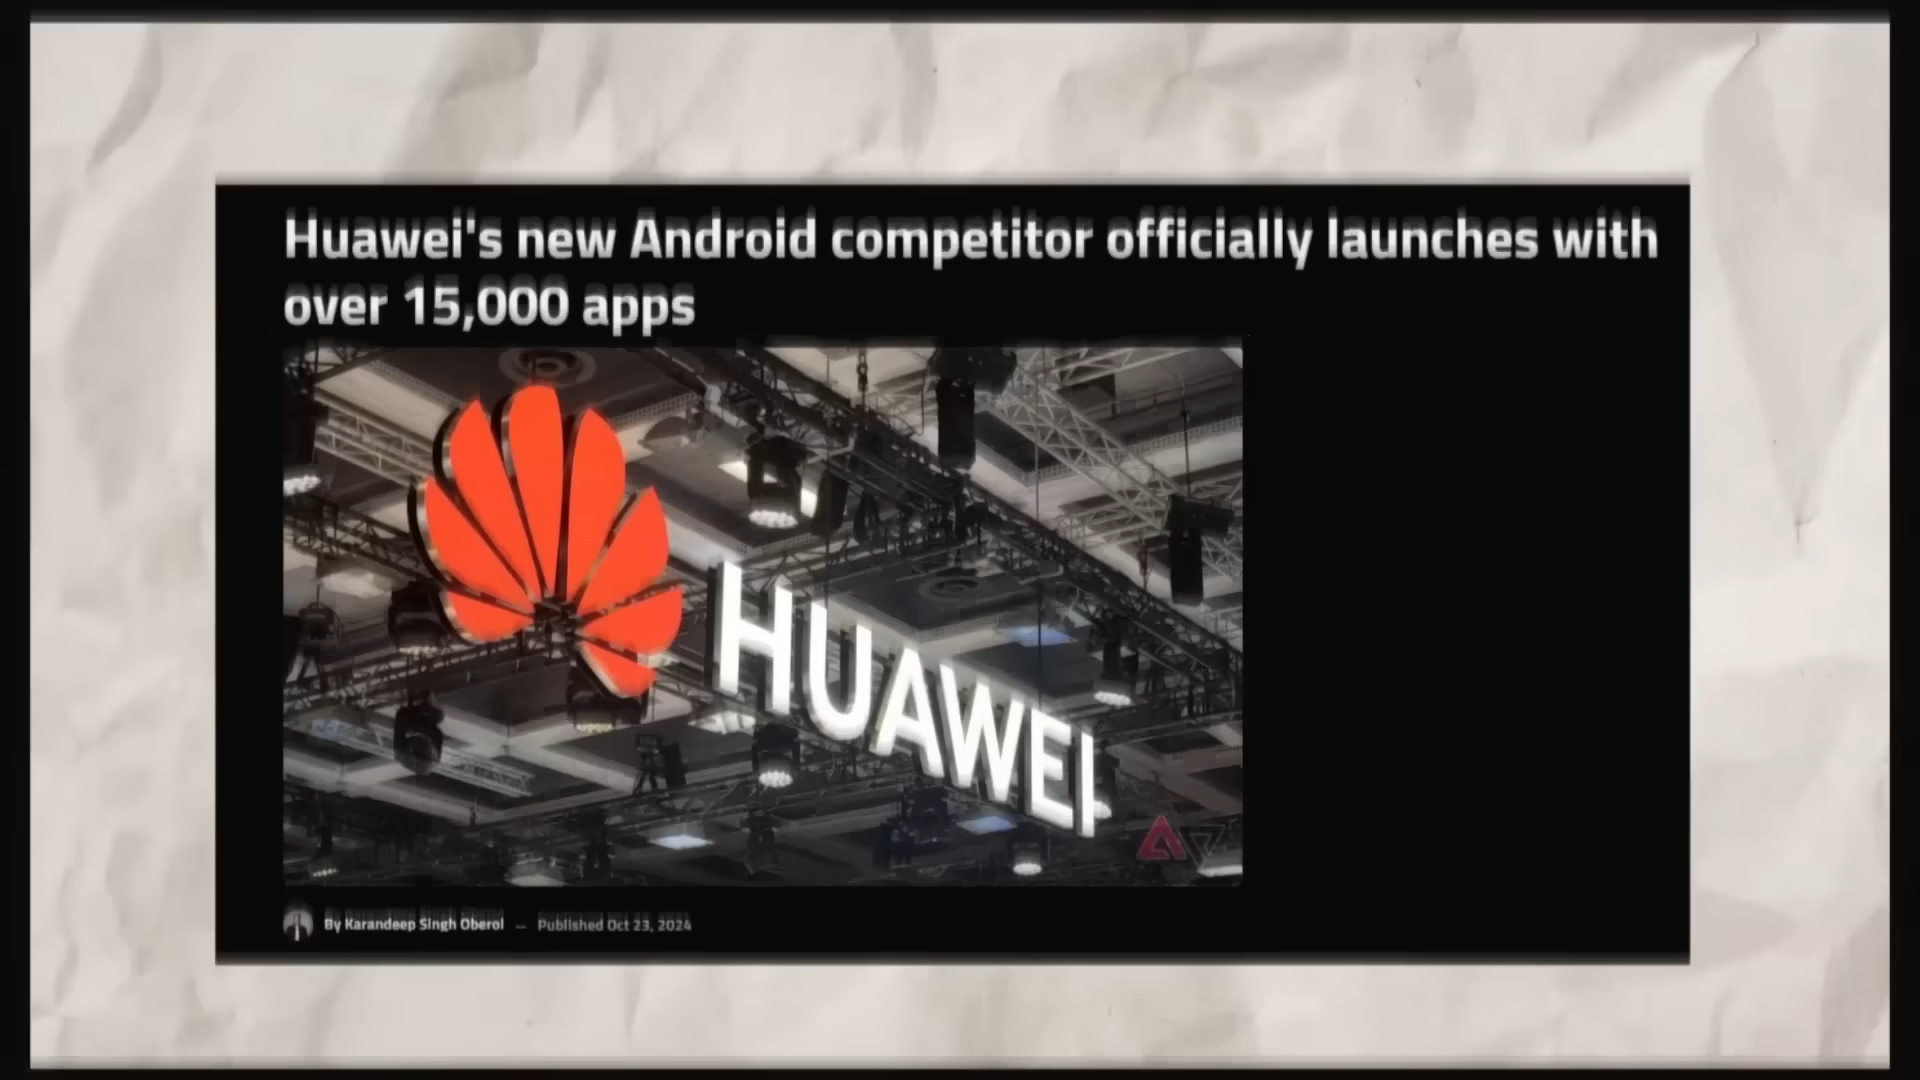 Huawei's new Android competitor officially launches with
over 15,000 apps
HUAWEI
By Karandeep Singh Oberoi — Published Oct 23, 2024